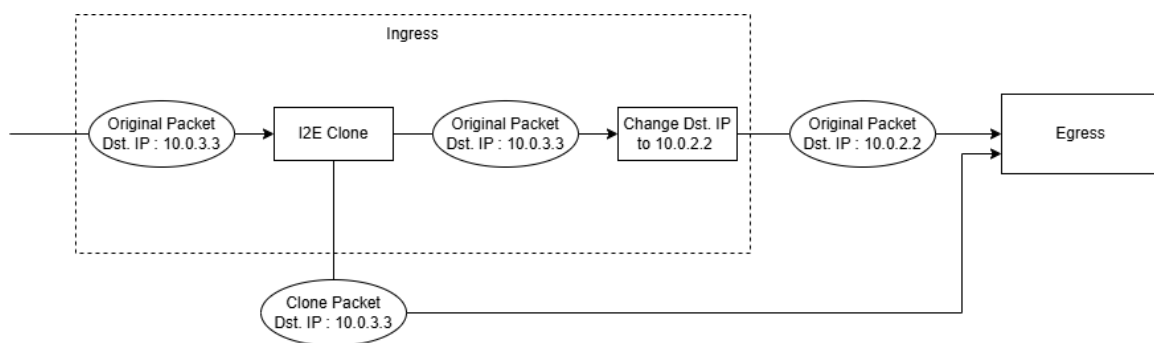 Ingress
Original Packet
Dst. IP : 10.0.3.3
I2E Clone
Original Packet
Dst. IP : 10.0.3.3
Change Dst. IP
to 10.0.2.2
Original Packet
Dst. IP : 10.0.2.2
Egress
Clone Packet
Dst. IP : 10.0.3.3